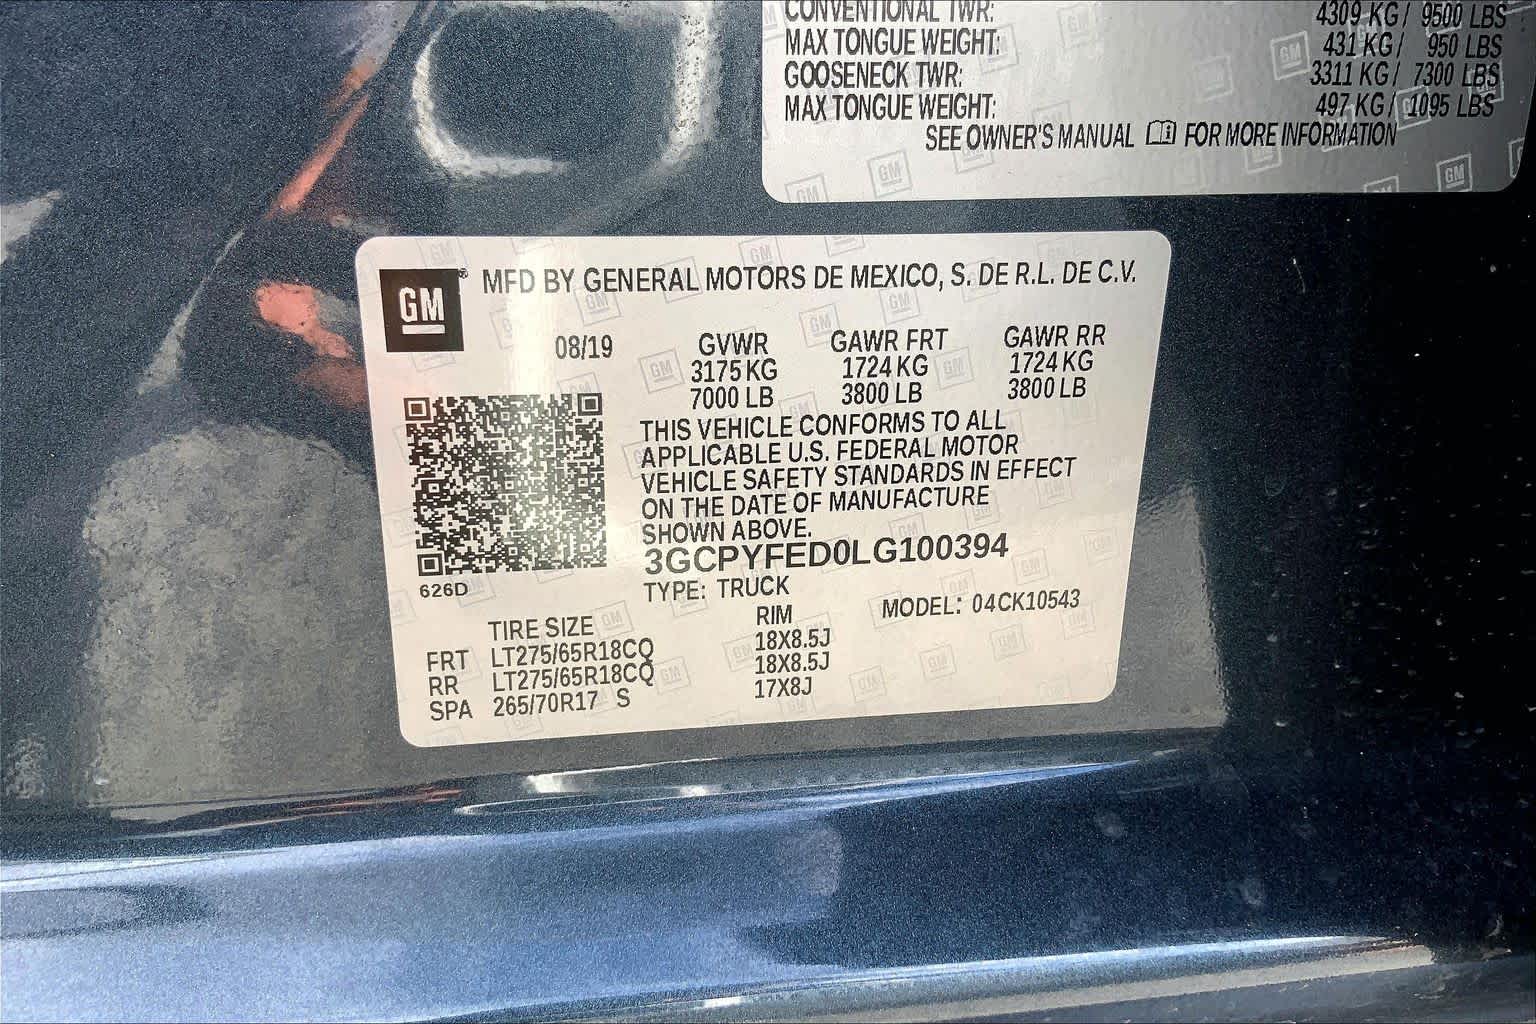 CONVENTIONAL TWR: 4309 KG/ 9500 LBS
MAX TONGUE WEIGHT: 431 KG/ 950 LBS
GOOSENECK TWR: 3311 KG/ 7300 LBS
MAX TONGUE WEIGHT: 497 KG/ 1095 LBS
SEE OWNER'S MANUAL FOR MORE INFORMATION
GM® MFD BY GENERAL MOTORS DE MEXICO, S. DE R.L. DE C.V.
08/19 GVWR GAWR FRT GAWR RR
3175 KG 1724 KG 1724 KG
7000 LB 3800 LB 3800 LB
THIS VEHICLE CONFORMS TO ALL
APPLICABLE U.S. FEDERAL MOTOR
VEHICLE SAFETY STANDARDS IN EFFECT
ON THE DATE OF MANUFACTURE
SHOWN ABOVE.
3GCPYFED0LG100394
626D
TYPE: TRUCK MODEL: 04CK10543
TIRE SIZE RIM
FRT LT275/65R18CQ 18X8.5J
RR LT275/65R18CQ 18X8.5J
SPA 265/70R17 S 17X8J